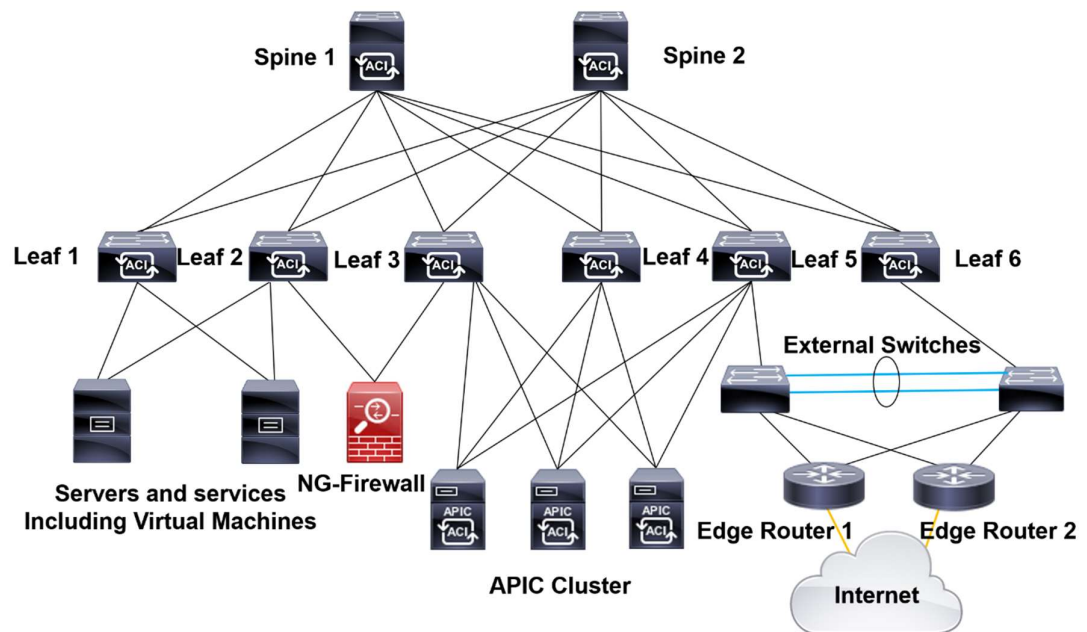 Spine 1
ACI
ACI
Spine 2
Leaf 1
ACI
Leaf 2
ACI
Leaf 3
ACI
ACI
Leaf 4
ACI
Leaf 5
ACI
Leaf 6
External Switches
NG-Firewall
Servers and services
Including Virtual Machines
APIC
ACI
APIC
ACI
APIC
ACI
APIC Cluster
Edge Router 1
Edge Router 2
Internet